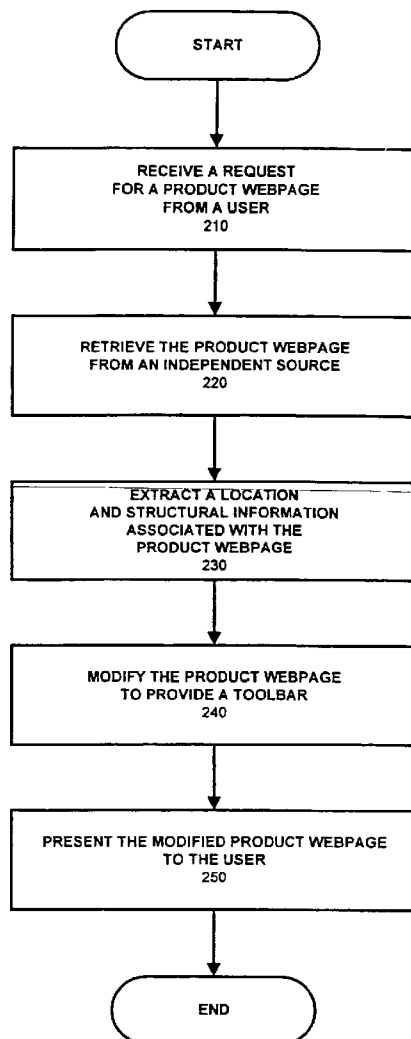 START
RECEIVE A REQUEST
FOR A PRODUCT WEBPAGE
FROM A USER
210
RETRIEVE THE PRODUCT WEBPAGE
FROM AN INDEPENDENT SOURCE
220
EXTRACT A LOCATION
AND STRUCTURAL INFORMATION
ASSOCIATED WITH THE
PRODUCT WEBPAGE
230
MODIFY THE PRODUCT WEBPAGE
TO PROVIDE A TOOLBAR
240
PRESENT THE MODIFIED PRODUCT WEBPAGE
TO THE USER
250
END